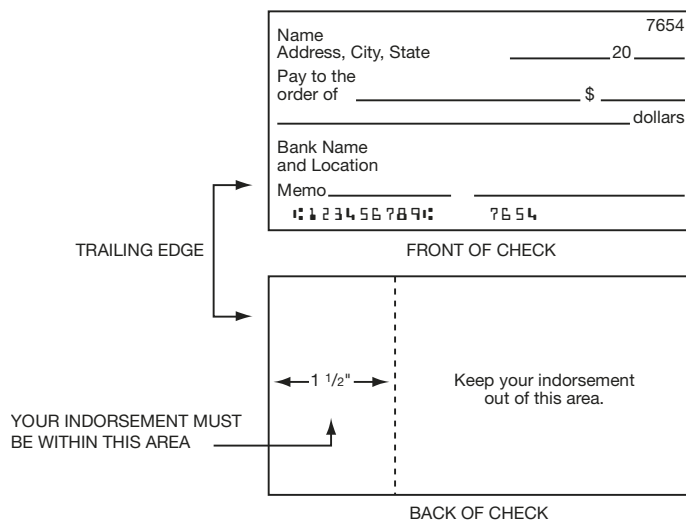 7654
Name
Address, City, State 20
Pay to the
order of $
dollars
Bank Name
and Location
Memo
⑆123456789⑆ 7654
TRAILING EDGE
FRONT OF CHECK
1 1/2"
Keep your indorsement
out of this area.
YOUR INDORSEMENT MUST
BE WITHIN THIS AREA
BACK OF CHECK